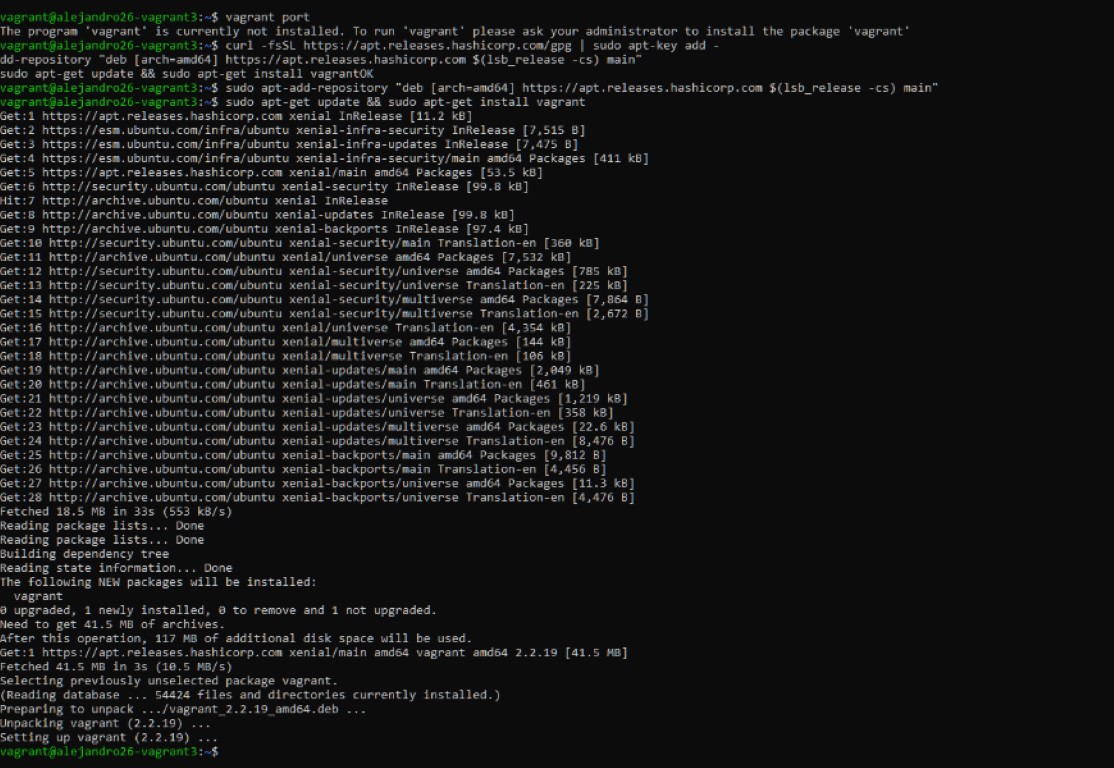 vagrant@alejandro26-vagrant3:~$ vagrant port
The program 'vagrant' is currently not installed. To run 'vagrant' please ask your administrator to install the package 'vagrant'
vagrant@alejandro26-vagrant3:~$ curl -fsSL https://apt.releases.hashicorp.com/gpg | sudo apt-key add -
dd-repository "deb [arch=amd64] https://apt.releases.hashicorp.com $(lsb_release -cs) main"
sudo apt-get update && sudo apt-get install vagrantOK
vagrant@alejandro26-vagrant3:~$ sudo apt-add-repository "deb [arch=amd64] https://apt.releases.hashicorp.com $(lsb_release -cs) main"
vagrant@alejandro26-vagrant3:~$ sudo apt-get update && sudo apt-get install vagrant
Get:1 https://apt.releases.hashicorp.com xenial InRelease [11.2 kB]
Get:2 https://esm.ubuntu.com/infra/ubuntu xenial-infra-security InRelease [7,515 B]
Get:3 https://esm.ubuntu.com/infra/ubuntu xenial-infra-updates InRelease [7,475 B]
Get:4 https://esm.ubuntu.com/infra/ubuntu xenial-infra-security/main amd64 Packages [411 kB]
Get:5 https://apt.releases.hashicorp.com xenial/main amd64 Packages [53.5 kB]
Get:6 http://security.ubuntu.com/ubuntu xenial-security InRelease [99.8 kB]
Hit:7 http://archive.ubuntu.com/ubuntu xenial InRelease
Get:8 http://archive.ubuntu.com/ubuntu xenial-updates InRelease [99.8 kB]
Get:9 http://archive.ubuntu.com/ubuntu xenial-backports InRelease [97.4 kB]
Get:10 http://security.ubuntu.com/ubuntu xenial-security/main Translation-en [360 kB]
Get:11 http://archive.ubuntu.com/ubuntu xenial/universe amd64 Packages [7,532 kB]
Get:12 http://security.ubuntu.com/ubuntu xenial-security/universe amd64 Packages [785 kB]
Get:13 http://security.ubuntu.com/ubuntu xenial-security/universe Translation-en [225 kB]
Get:14 http://security.ubuntu.com/ubuntu xenial-security/multiverse amd64 Packages [7,864 B]
Get:15 http://security.ubuntu.com/ubuntu xenial-security/multiverse Translation-en [2,672 B]
Get:16 http://archive.ubuntu.com/ubuntu xenial/universe Translation-en [4,354 kB]
Get:17 http://archive.ubuntu.com/ubuntu xenial/multiverse amd64 Packages [144 kB]
Get:18 http://archive.ubuntu.com/ubuntu xenial/multiverse Translation-en [106 kB]
Get:19 http://archive.ubuntu.com/ubuntu xenial-updates/main amd64 Packages [2,049 kB]
Get:20 http://archive.ubuntu.com/ubuntu xenial-updates/main Translation-en [461 kB]
Get:21 http://archive.ubuntu.com/ubuntu xenial-updates/universe amd64 Packages [1,219 kB]
Get:22 http://archive.ubuntu.com/ubuntu xenial-updates/universe Translation-en [358 kB]
Get:23 http://archive.ubuntu.com/ubuntu xenial-updates/multiverse amd64 Packages [22.6 kB]
Get:24 http://archive.ubuntu.com/ubuntu xenial-updates/multiverse Translation-en [8,476 B]
Get:25 http://archive.ubuntu.com/ubuntu xenial-backports/main amd64 Packages [9,812 B]
Get:26 http://archive.ubuntu.com/ubuntu xenial-backports/main Translation-en [4,456 B]
Get:27 http://archive.ubuntu.com/ubuntu xenial-backports/universe amd64 Packages [11.3 kB]
Get:28 http://archive.ubuntu.com/ubuntu xenial-backports/universe Translation-en [4,476 B]
Fetched 18.5 MB in 33s (553 kB/s)
Reading package lists... Done
Reading package lists... Done
Building dependency tree
Reading state information... Done
The following NEW packages will be installed:
  vagrant
0 upgraded, 1 newly installed, 0 to remove and 1 not upgraded.
Need to get 41.5 MB of archives.
After this operation, 117 MB of additional disk space will be used.
Get:1 https://apt.releases.hashicorp.com xenial/main amd64 vagrant amd64 2.2.19 [41.5 MB]
Fetched 41.5 MB in 3s (10.5 MB/s)
Selecting previously unselected package vagrant.
(Reading database ... 54424 files and directories currently installed.)
Preparing to unpack .../vagrant_2.2.19_amd64.deb ...
Unpacking vagrant (2.2.19) ...
Setting up vagrant (2.2.19) ...
vagrant@alejandro26-vagrant3:~$